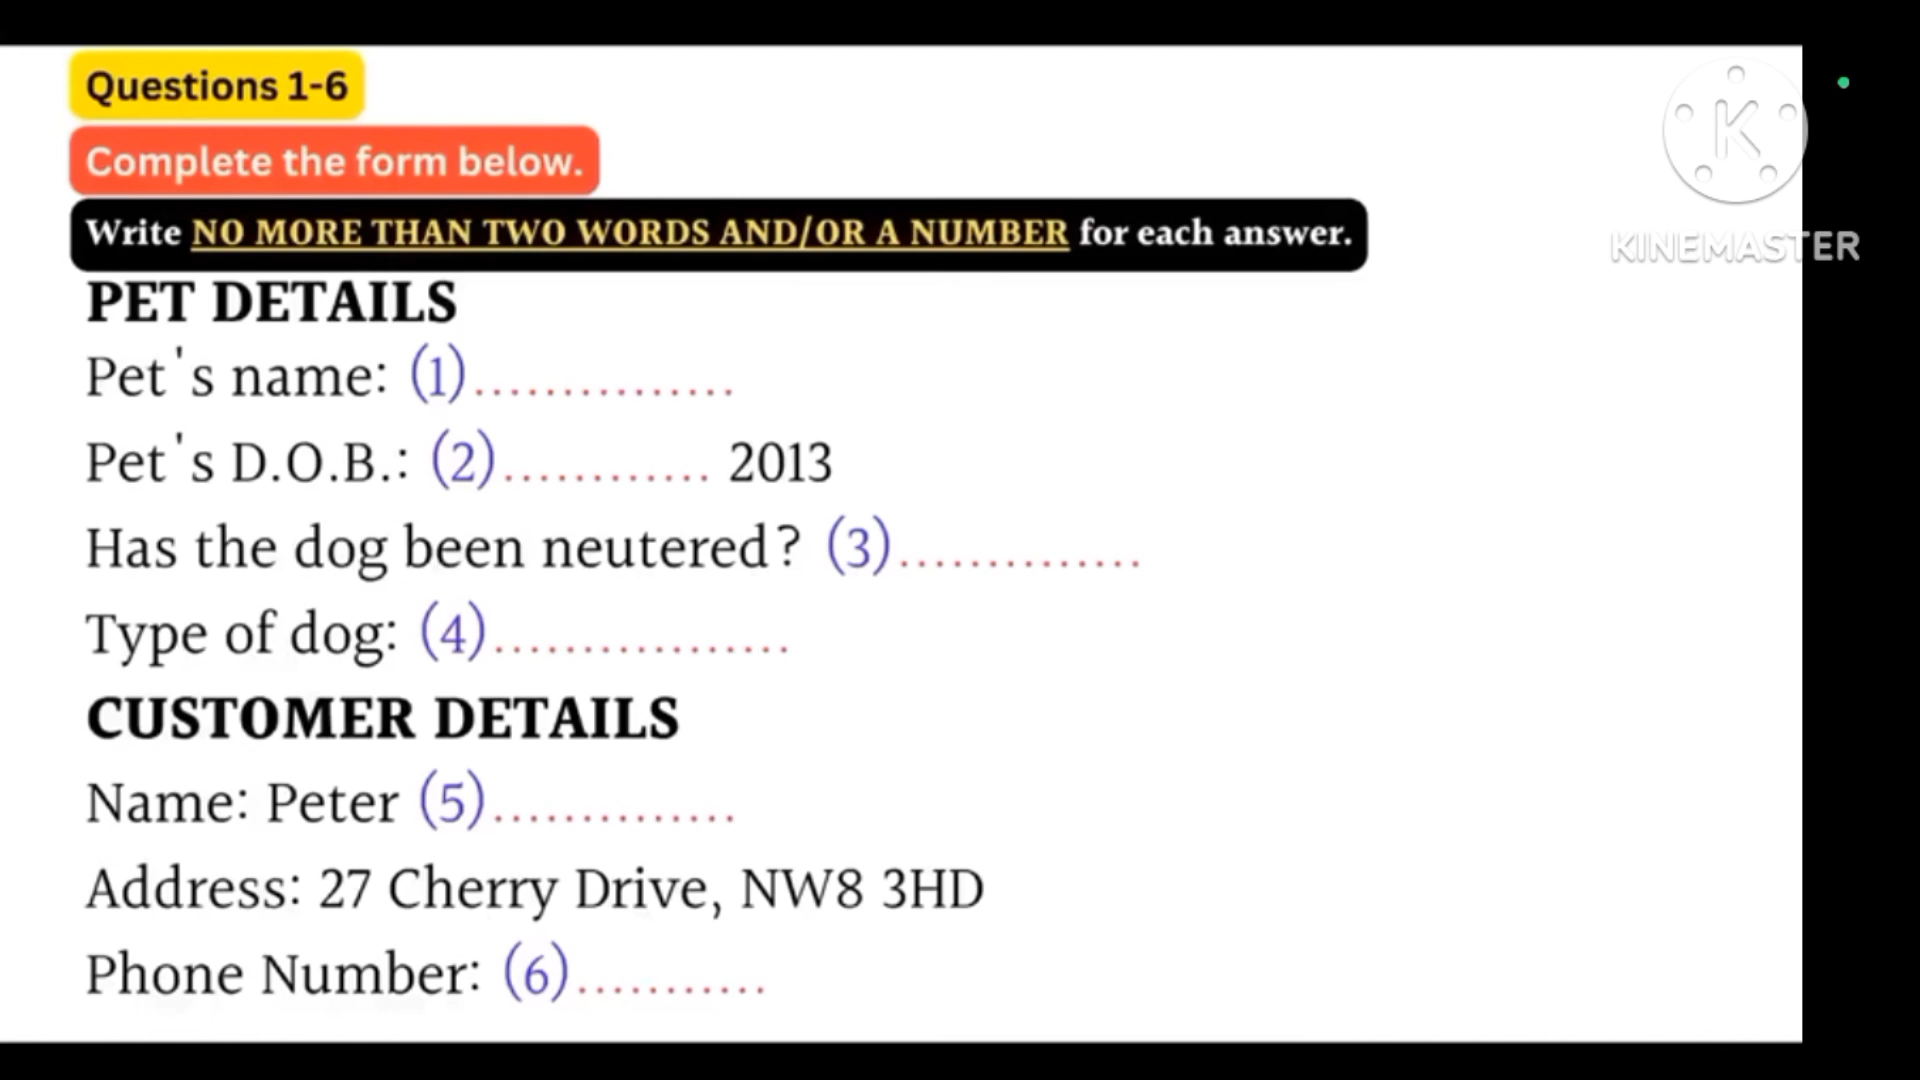 Questions 1-6
Complete the form below.
Write NO MORE THAN TWO WORDS AND/OR A NUMBER for each answer.
PET DETAILS
Pet's name: (1)..................
Pet's D.O.B.: (2).............. 2013
Has the dog been neutered? (3).................
Type of dog: (4)....................
CUSTOMER DETAILS
Name: Peter (5).................
Address: 27 Cherry Drive, NW8 3HD
Phone Number: (6).............
K
KINEMASTER